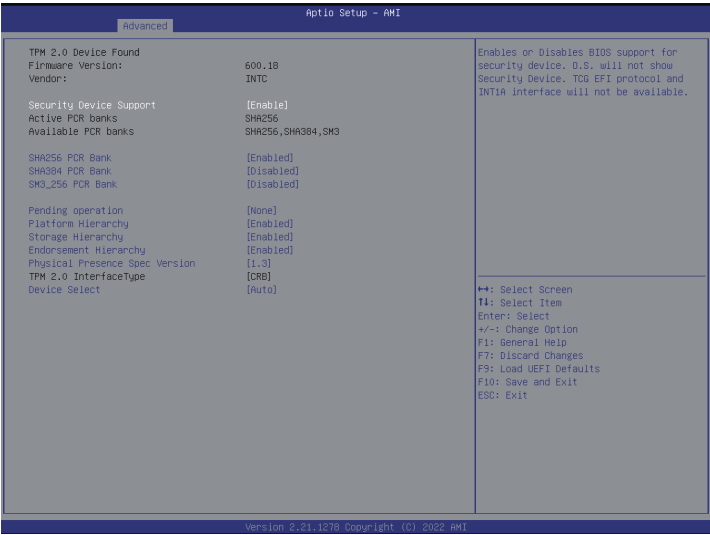 Aptio Setup – AMI
Advanced
TPM 2.0 Device Found
Firmware Version: 600.18
Vendor: INTC
Security Device Support [Enable]
Active PCR banks SHA256
Available PCR banks SHA256,SHA384,SM3
SHA256 PCR Bank [Enabled]
SHA384 PCR Bank [Disabled]
SM3_256 PCR Bank [Disabled]
Pending operation [None]
Platform Hierarchy [Enabled]
Storage Hierarchy [Enabled]
Endorsement Hierarchy [Enabled]
Physical Presence Spec Version [1.3]
TPM 2.0 InterfaceType [CRB]
Device Select [Auto]
Enables or Disables BIOS support for
security device. O.S. will not show
Security Device. TCG EFI protocol and
INT1A interface will not be available.
↔: Select Screen
↑↓: Select Item
Enter: Select
+/-: Change Option
F1: General Help
F7: Discard Changes
F9: Load UEFI Defaults
F10: Save and Exit
ESC: Exit
Version 2.21.1278 Copyright (C) 2022 AMI